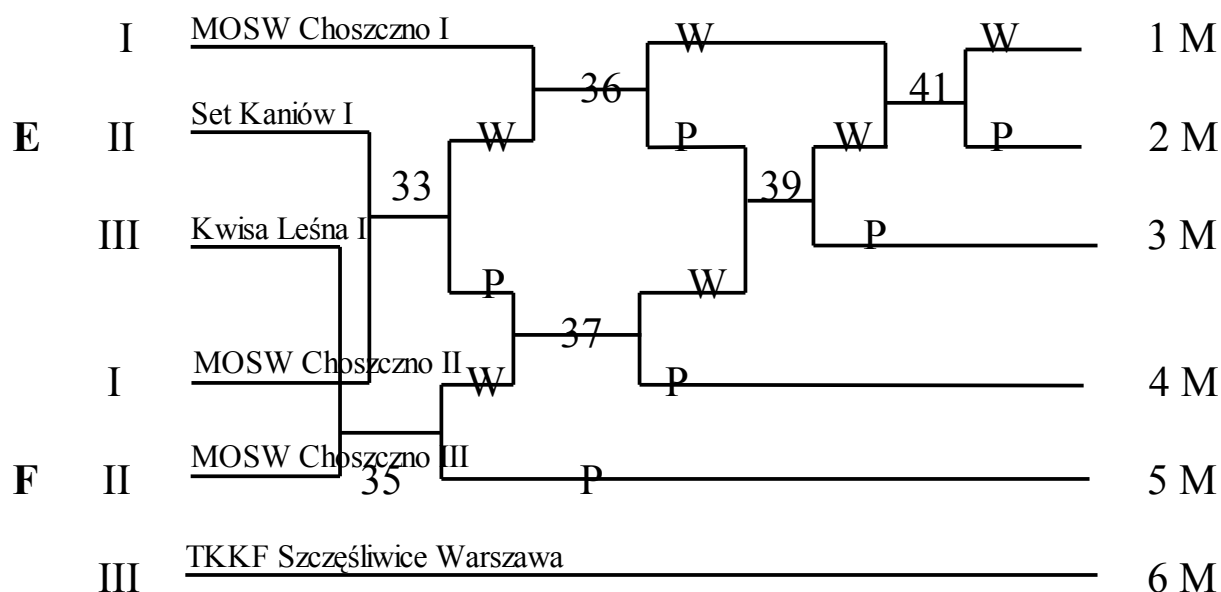 I MOSW Choszczno I W W 1 M
36 41
E II Set Kaniów I W P W P 2 M
33 39
III Kwisa Leśna I P 3 M
P W
37
I MOSW Choszczno II W P 4 M
F II MOSW Choszczno III 35 P 5 M
III TKKF Szczęśliwice Warszawa 6 M